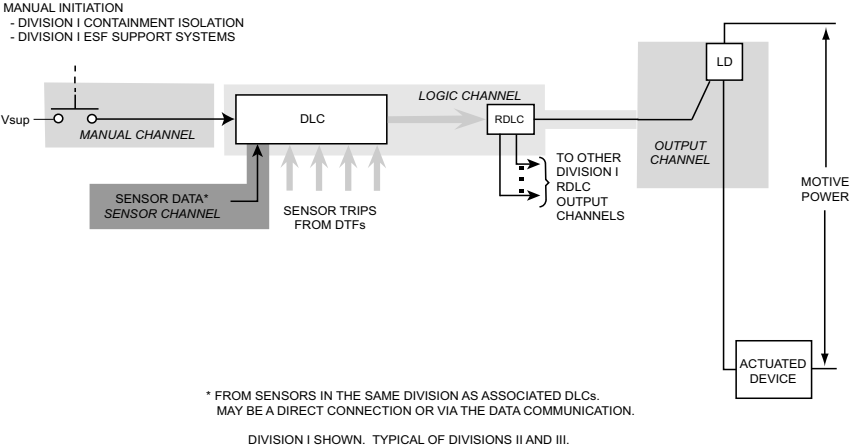 MANUAL INITIATION
- DIVISION I CONTAINMENT ISOLATION
- DIVISION I ESF SUPPORT SYSTEMS
LD
LOGIC CHANNEL
Vsup
MANUAL CHANNEL
DLC
RDLC
OUTPUT
CHANNEL
TO OTHER
DIVISION I
RDLC
OUTPUT
CHANNELS
MOTIVE
POWER
SENSOR DATA*
SENSOR CHANNEL
SENSOR TRIPS
FROM DTFs
ACTUATED
DEVICE
* FROM SENSORS IN THE SAME DIVISION AS ASSOCIATED DLCs.
MAY BE A DIRECT CONNECTION OR VIA THE DATA COMMUNICATION.
DIVISION I SHOWN. TYPICAL OF DIVISIONS II AND III.